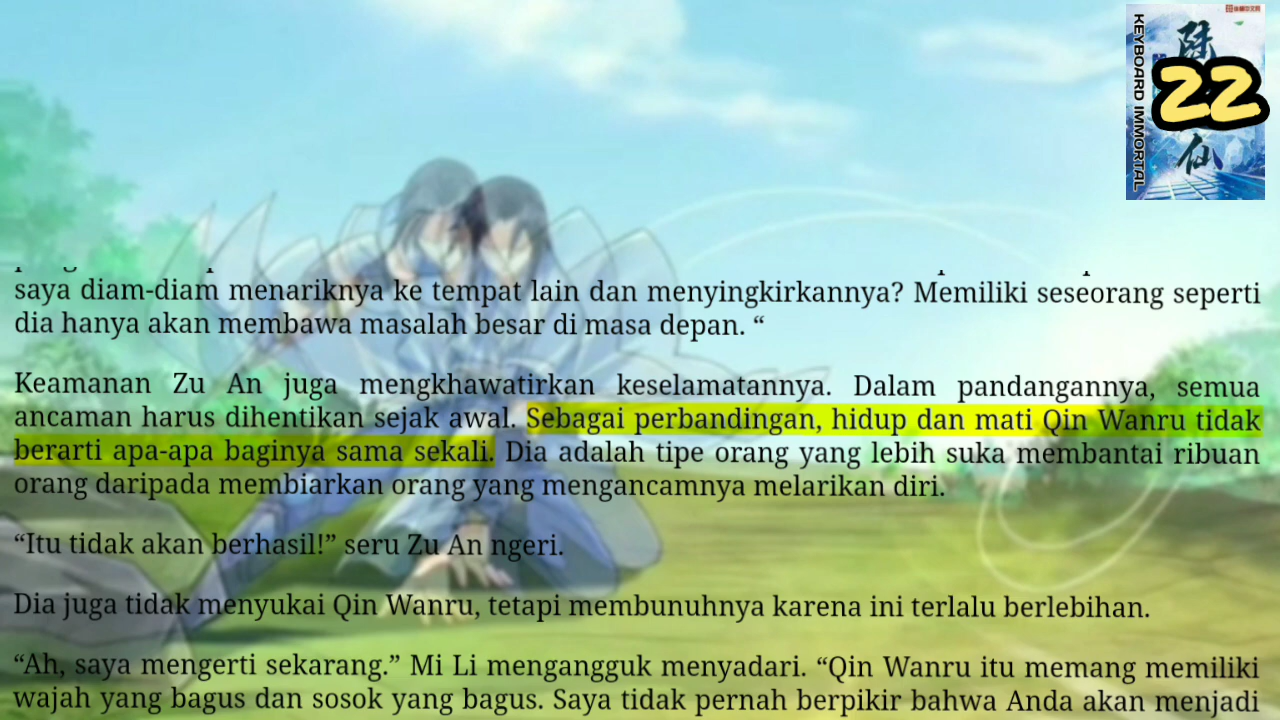 KEYBOARD IMMORTAL
22
仙
saya diam-diam menariknya ke tempat lain dan menyingkirkannya? Memiliki seseorang seperti
dia hanya akan membawa masalah besar di masa depan. “
Keamanan Zu An juga mengkhawatirkan keselamatannya. Dalam pandangannya, semua
ancaman harus dihentikan sejak awal. Sebagai perbandingan, hidup dan mati Qin Wanru tidak
berarti apa-apa baginya sama sekali. Dia adalah tipe orang yang lebih suka membantai ribuan
orang daripada membiarkan orang yang mengancamnya melarikan diri.
“Itu tidak akan berhasil!” seru Zu An ngeri.
Dia juga tidak menyukai Qin Wanru, tetapi membunuhnya karena ini terlalu berlebihan.
“Ah, saya mengerti sekarang.” Mi Li mengangguk menyadari. “Qin Wanru itu memang memiliki
wajah yang bagus dan sosok yang bagus. Saya tidak pernah berpikir bahwa Anda akan menjadi